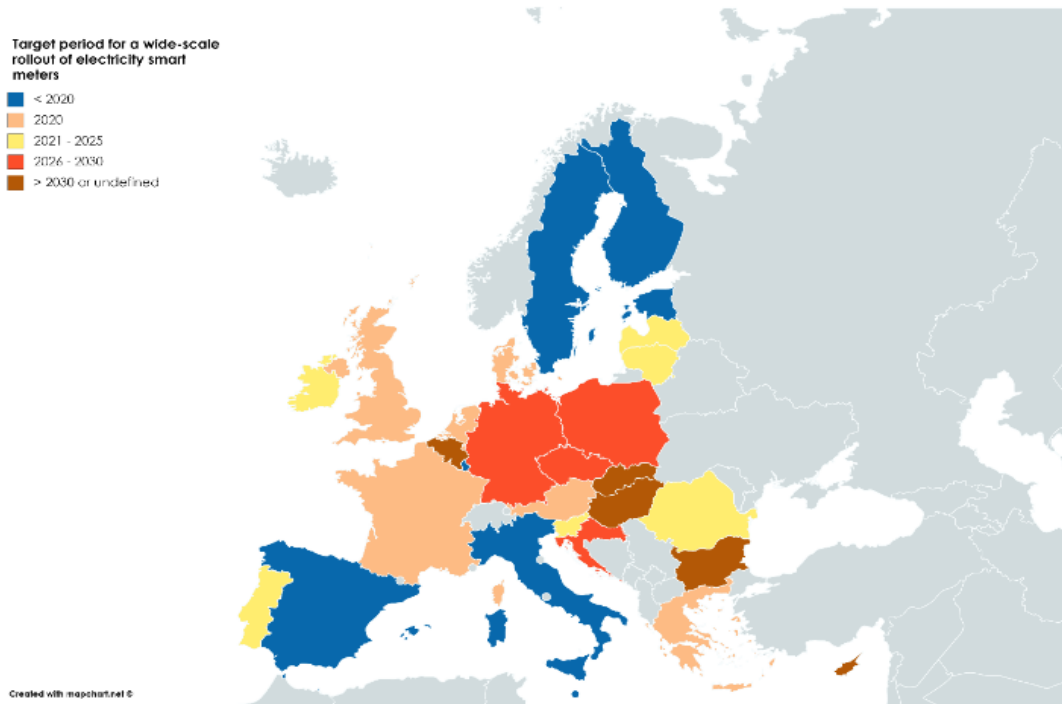 Target period for a wide-scale
rollout of electricity smart
meters
< 2020
2020
2021 - 2025
2026 - 2030
> 2030 or undefined
Created with mapchart.net ©